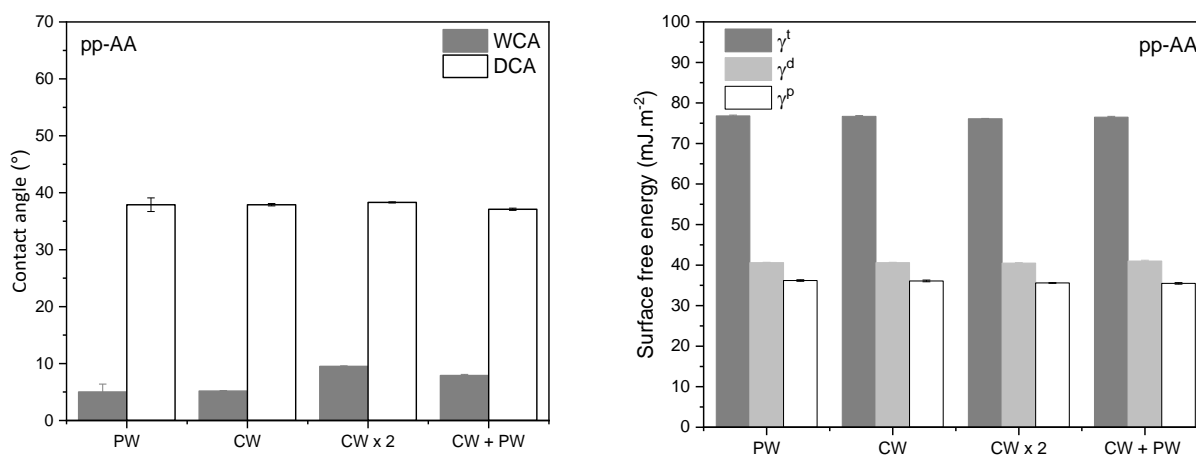 70
60
50
40
30
20
10
0
Contact angle (°)
pp-AA
WCA
DCA
PW
CW
CW x 2
CW + PW
100
90
80
70
60
50
40
30
20
10
0
Surface free energy (mJ.m⁻²)
γᵗ
γᵈ
γᵖ
pp-AA
PW
CW
CW x 2
CW + PW